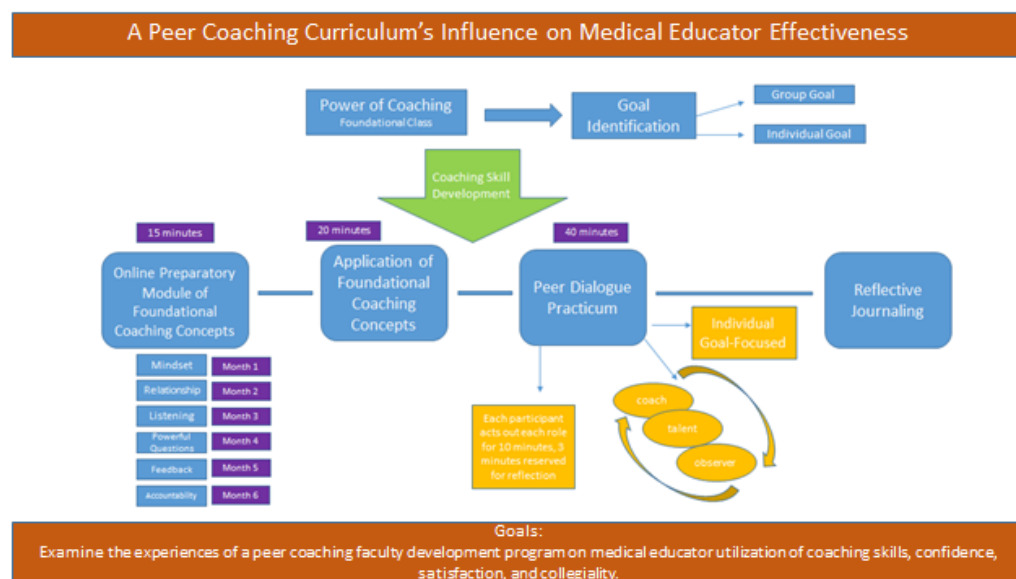 A Peer Coaching Curriculum's Influence on Medical Educator Effectiveness
Power of Coaching
Foundational Class
Goal
Identification
Group Goal
Individual Goal
Coaching Skill
Development
15 minutes
20 minutes
40 minutes
Online Preparatory
Module of
Foundational
Coaching Concepts
Application of
Foundational
Coaching
Concepts
Peer Dialogue
Practicum
Reflective
Journaling
Individual
Goal-Focused
Mindset
Month 1
Relationship
Month 2
Listening
Month 3
Powerful
Questions
Month 4
Feedback
Month 5
Accountability
Month 6
Each participant
acts out each role
for 10 minutes, 3
minutes reserved
for reflection
coach
talent
observer
Goals:
Examine the experiences of a peer coaching faculty development program on medical educator utilization of coaching skills, confidence,
satisfaction, and collegiality.